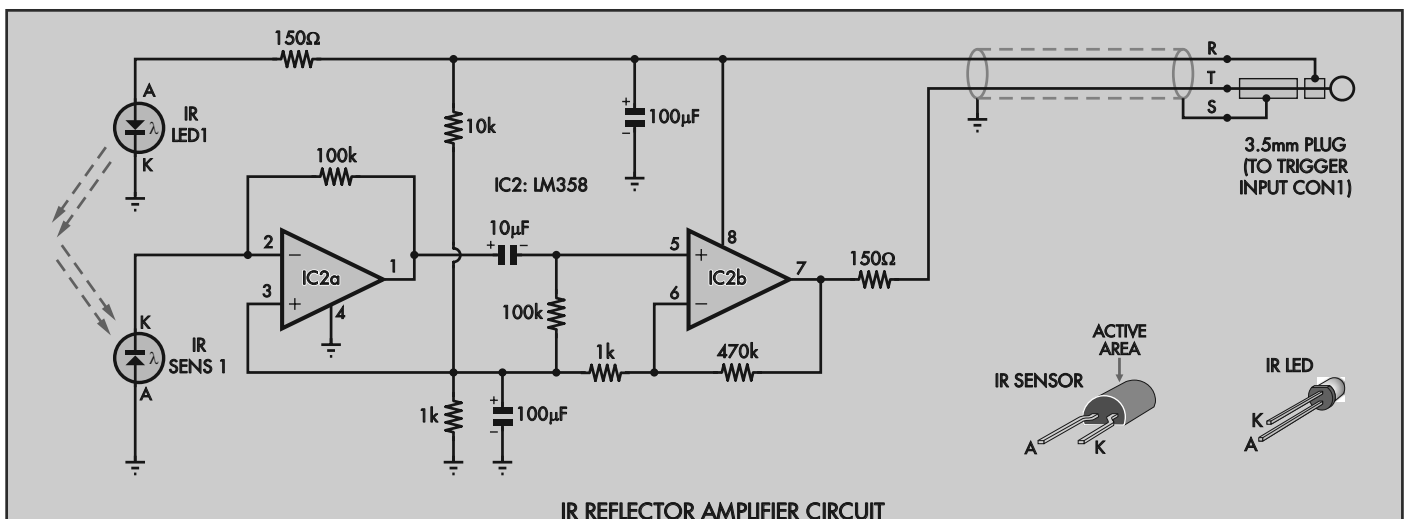 150Ω
R
T
S
A
IR
LED1
λ
K
10k
+
100µF
−
3.5mm PLUG
(TO TRIGGER
INPUT CON1)
100k
IC2: LM358
10µF
+ −
2
−
IC2a
1
3
+
4
5
+
8
IC2b
7
6
−
150Ω
100k
K
IR
SENS 1
λ
A
1k
470k
1k
+
100µF
−
ACTIVE
AREA
IR SENSOR
A
K
IR LED
K
A
IR REFLECTOR AMPLIFIER CIRCUIT